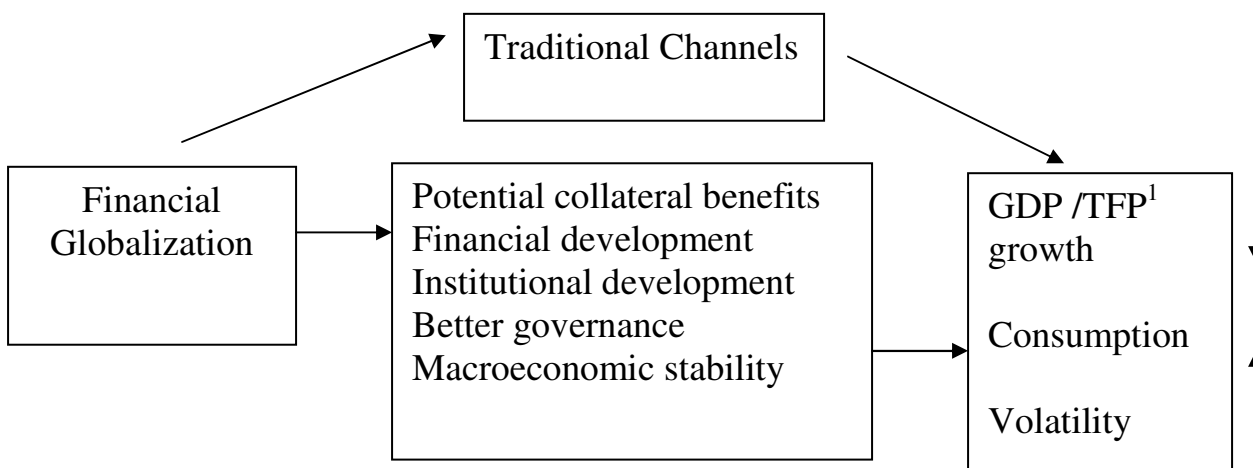 Traditional Channels
Financial
Globalization
Potential collateral benefits
Financial development
Institutional development
Better governance
Macroeconomic stability
GDP /TFP¹
growth
Consumption
Volatility